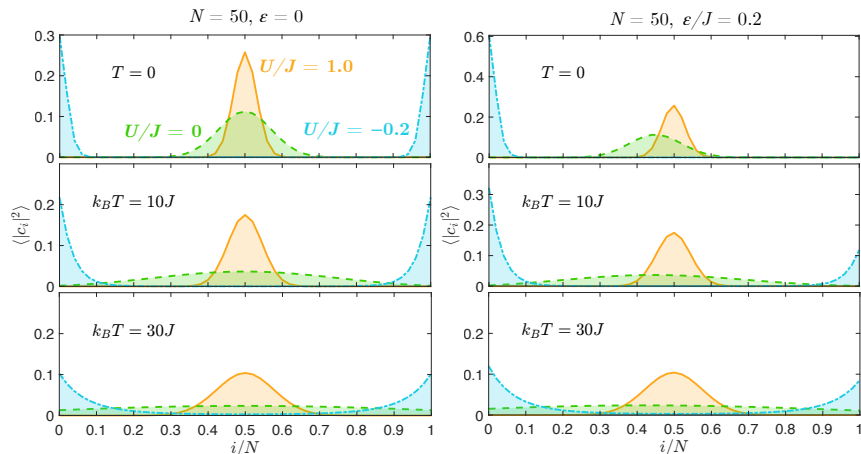 N = 50, ε = 0
0.3
0.2
0.1
0
T = 0
U/J = 1.0
U/J = 0
U/J = −0.2
0.2
0.1
0
k_BT = 10J
⟨|c_i|²⟩
0.2
0.1
0
k_BT = 30J
0 0.1 0.2 0.3 0.4 0.5 0.6 0.7 0.8 0.9 1
i/N
N = 50, ε/J = 0.2
0.6
0.4
0.2
0
T = 0
0.3
0.2
0.1
0
k_BT = 10J
⟨|c_i|²⟩
0.2
0.1
0
k_BT = 30J
0 0.1 0.2 0.3 0.4 0.5 0.6 0.7 0.8 0.9 1
i/N